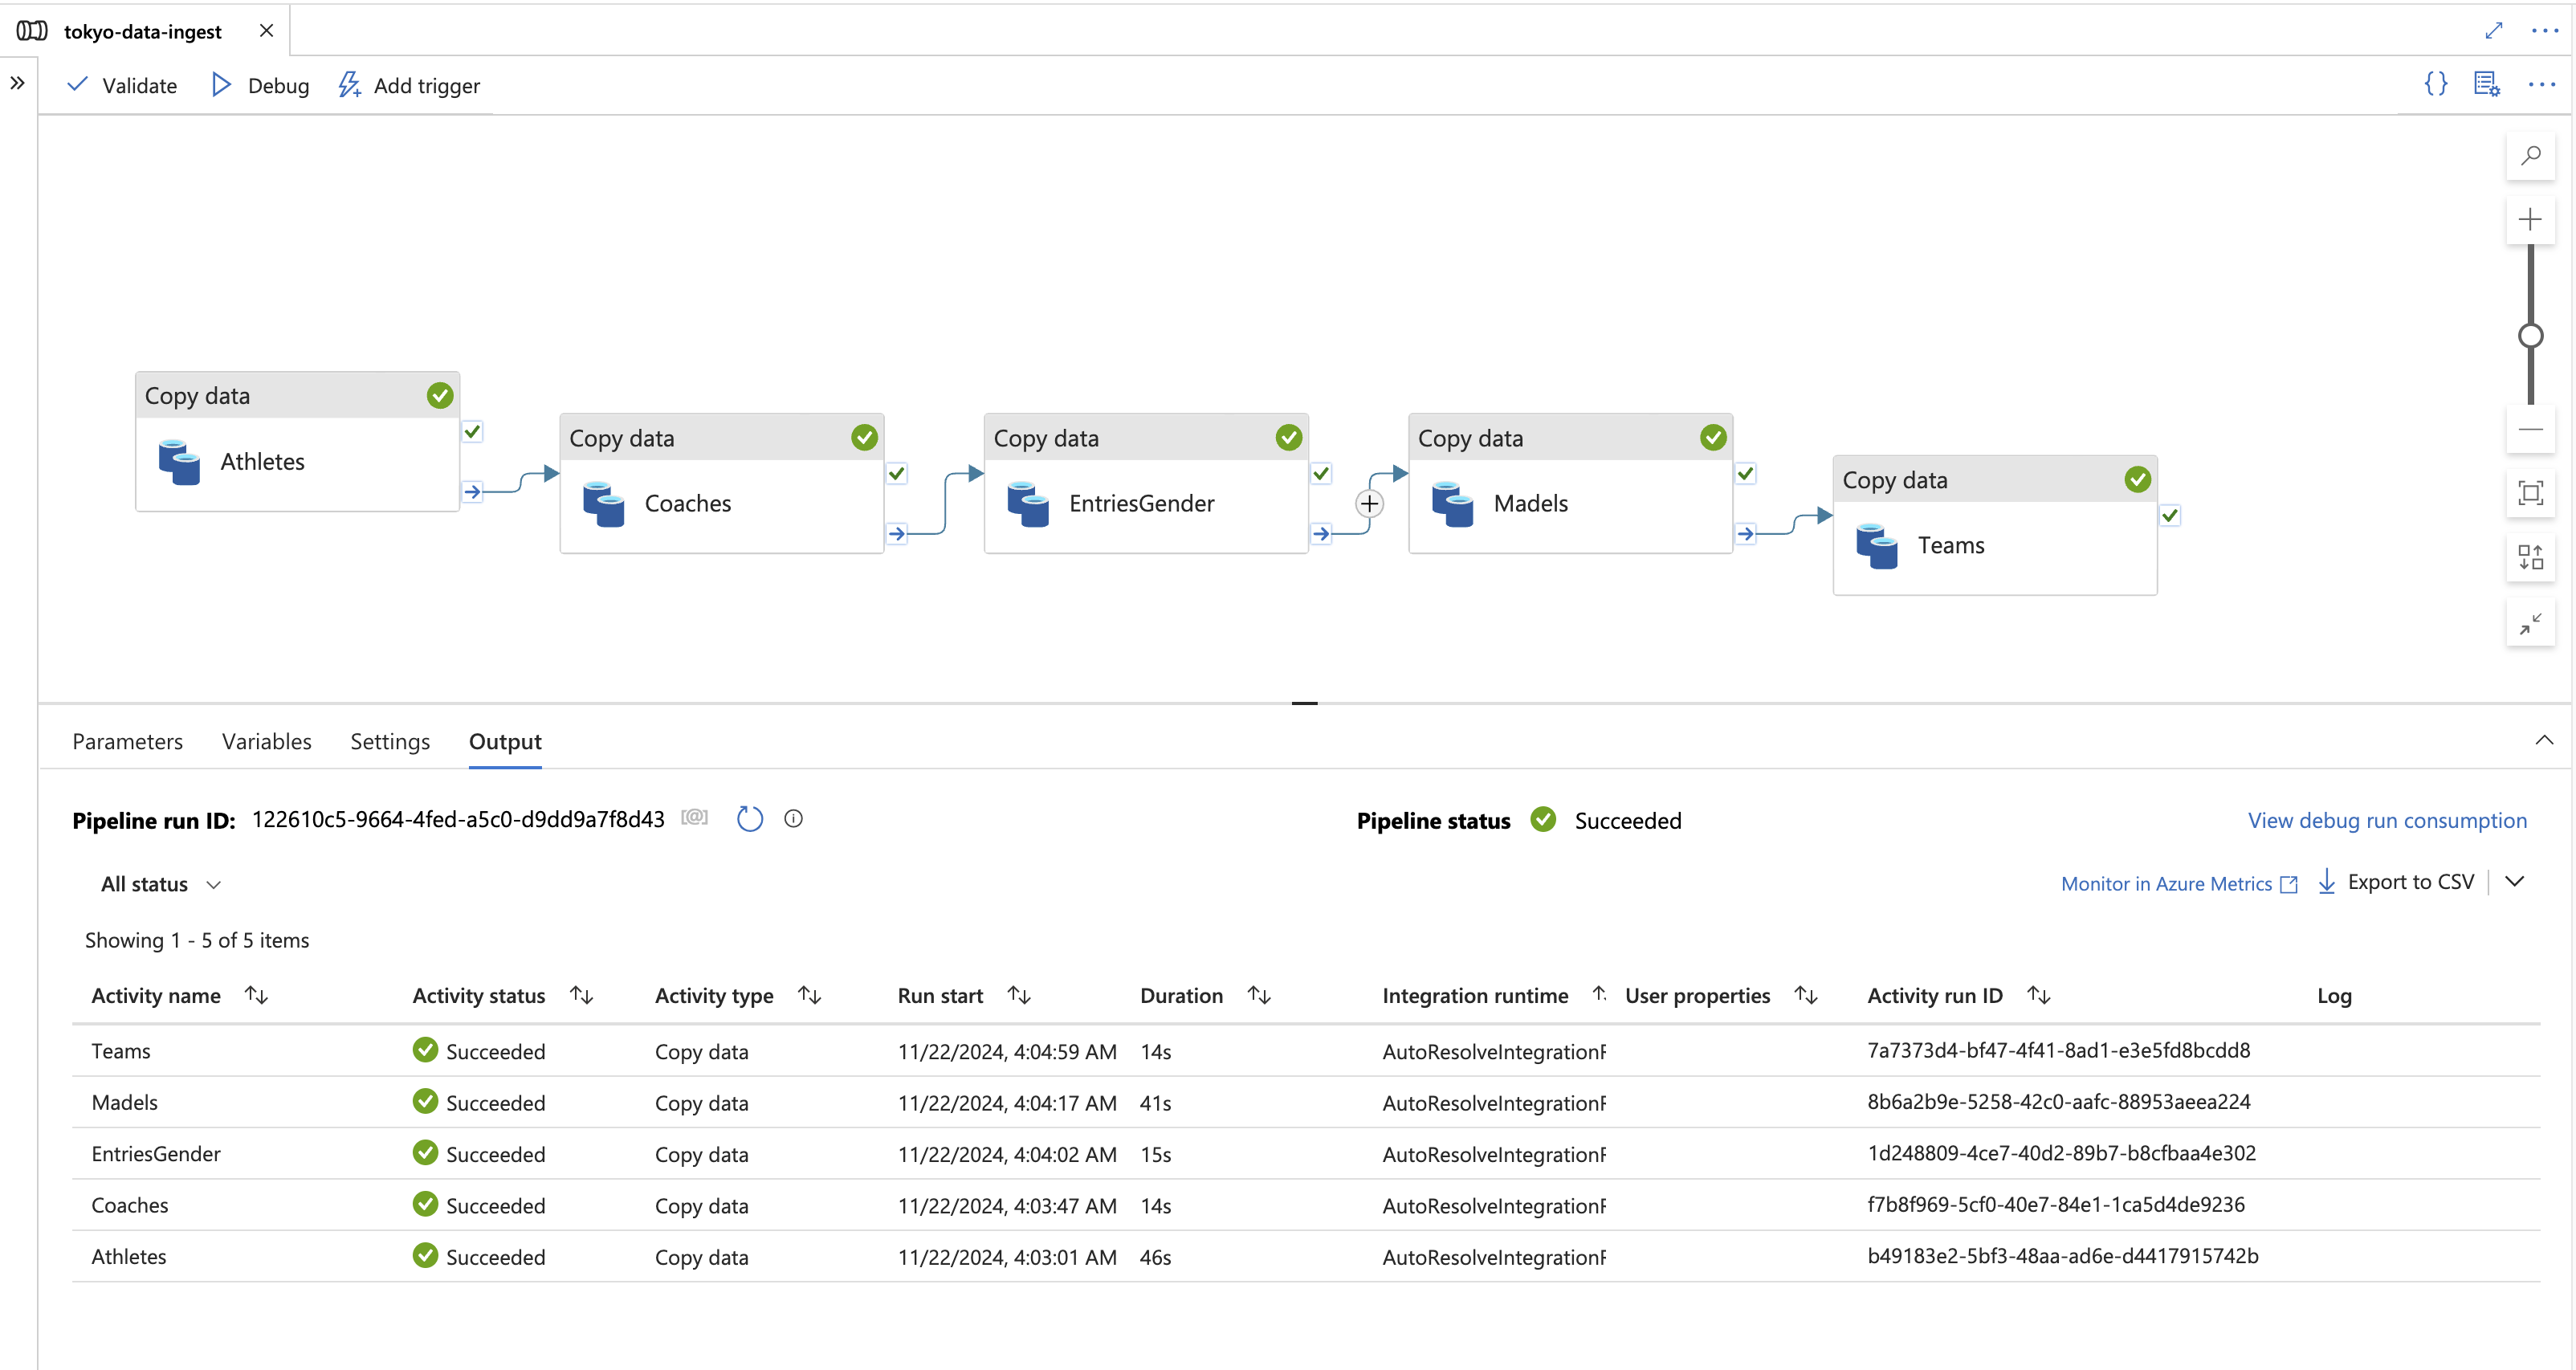 tokyo-data-ingest
Validate Debug Add trigger
Copy data
Athletes
Copy data
Coaches
Copy data
EntriesGender
Copy data
Madels
Copy data
Teams
Parameters Variables Settings Output
Pipeline run ID: 122610c5-9664-4fed-a5c0-d9dd9a7f8d43 [@] Pipeline status Succeeded View debug run consumption
All status Monitor in Azure Metrics Export to CSV
Showing 1 - 5 of 5 items
Activity name Activity status Activity type Run start Duration Integration runtime User properties Activity run ID Log
Teams Succeeded Copy data 11/22/2024, 4:04:59 AM 14s AutoResolveIntegrationR 7a7373d4-bf47-4f41-8ad1-e3e5fd8bcdd8
Madels Succeeded Copy data 11/22/2024, 4:04:17 AM 41s AutoResolveIntegrationR 8b6a2b9e-5258-42c0-aafc-88953aeea224
EntriesGender Succeeded Copy data 11/22/2024, 4:04:02 AM 15s AutoResolveIntegrationR 1d248809-4ce7-40d2-89b7-b8cfbaa4e302
Coaches Succeeded Copy data 11/22/2024, 4:03:47 AM 14s AutoResolveIntegrationR f7b8f969-5cf0-40e7-84e1-1ca5d4de9236
Athletes Succeeded Copy data 11/22/2024, 4:03:01 AM 46s AutoResolveIntegrationR b49183e2-5bf3-48aa-ad6e-d4417915742b